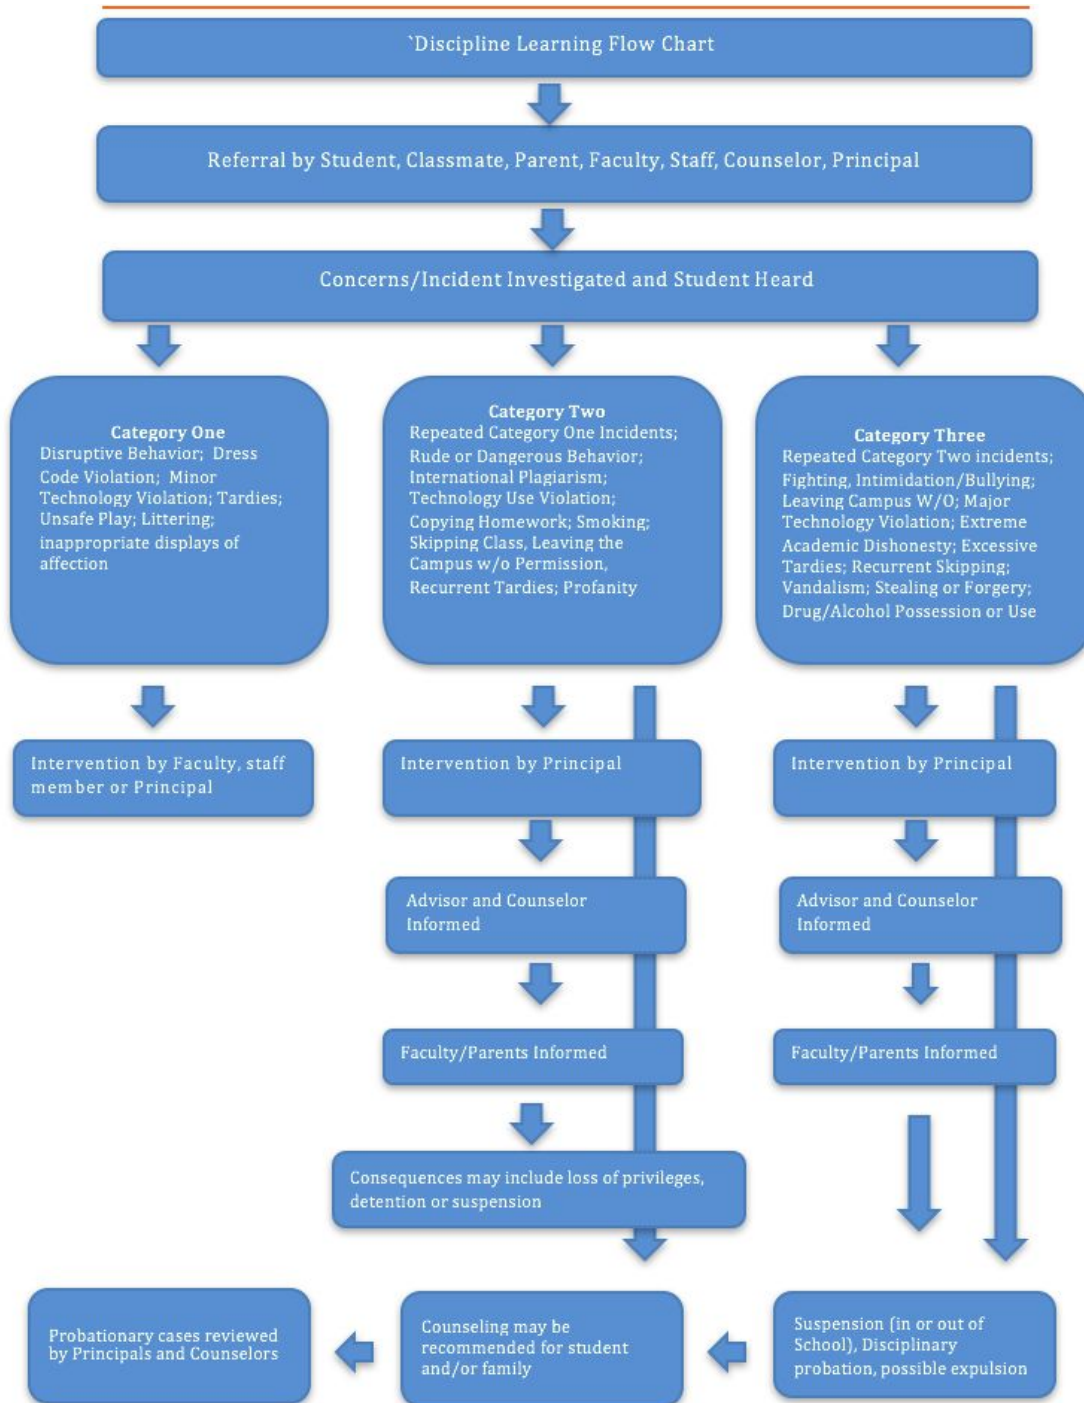 `Discipline Learning Flow Chart
Referral by Student, Classmate, Parent, Faculty, Staff, Counselor, Principal
Concerns/Incident Investigated and Student Heard
Category One
Disruptive Behavior; Dress
Code Violation; Minor
Technology Violation; Tardies;
Unsafe Play; Littering;
inappropriate displays of
affection
Category Two
Repeated Category One Incidents;
Rude or Dangerous Behavior;
International Plagiarism;
Technology Use Violation;
Copying Homework; Smoking;
Skipping Class, Leaving the
Campus w/o Permission,
Recurrent Tardies; Profanity
Category Three
Repeated Category Two incidents;
Fighting, Intimidation/Bullying;
Leaving Campus W/O; Major
Technology Violation; Extreme
Academic Dishonesty; Excessive
Tardies; Recurrent Skipping;
Vandalism; Stealing or Forgery;
Drug/Alcohol Possession or Use
Intervention by Faculty, staff
member or Principal
Intervention by Principal
Intervention by Principal
Advisor and Counselor
Informed
Advisor and Counselor
Informed
Faculty/Parents Informed
Faculty/Parents Informed
Consequences may include loss of privileges,
detention or suspension
Probationary cases reviewed
by Principals and Counselors
Counseling may be
recommended for student
and/or family
Suspension (in or out of
School), Disciplinary
probation, possible expulsion